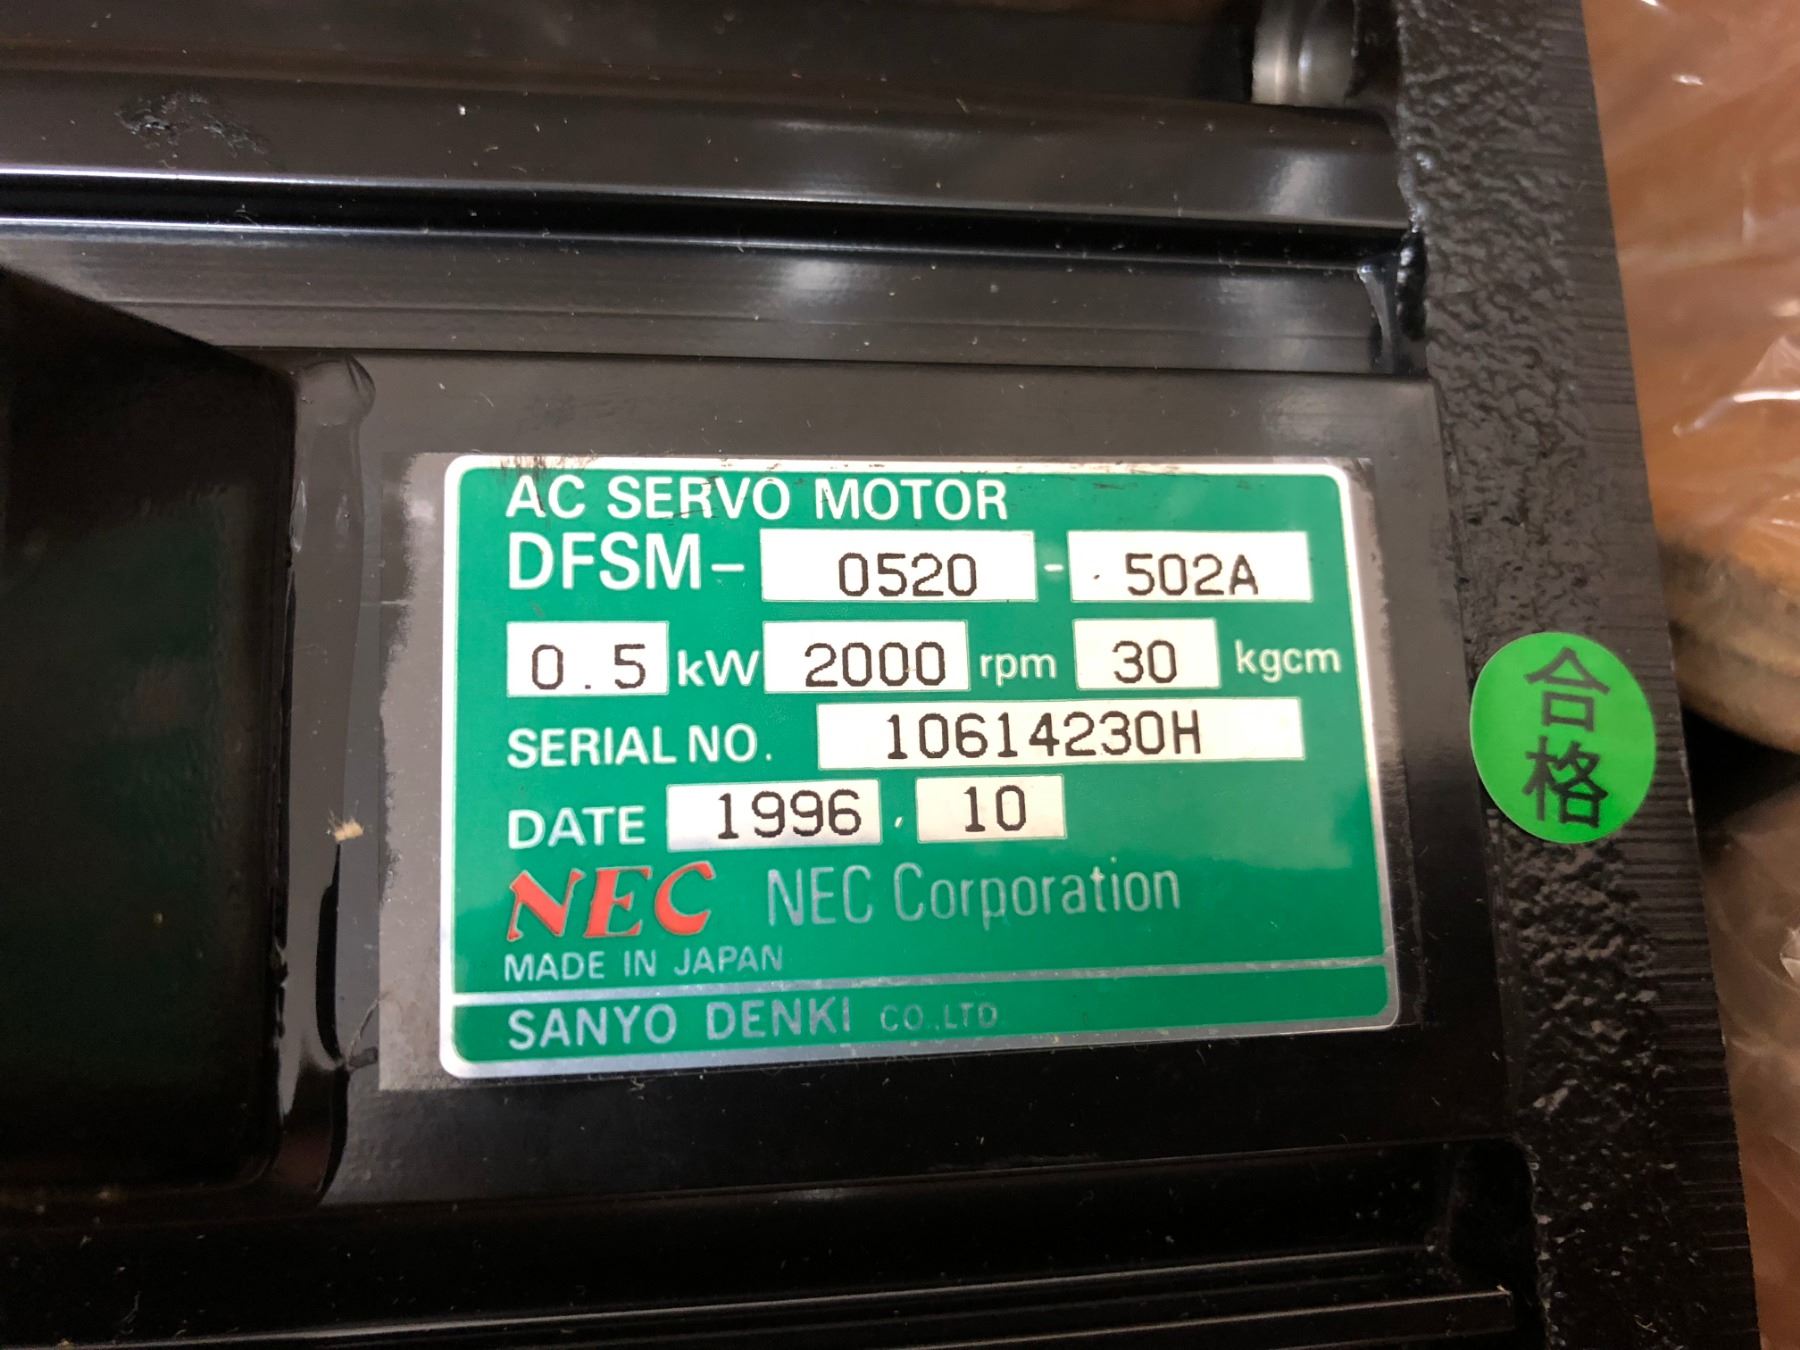 AC SERVO MOTOR
DFSM- 0520 - 502A
0.5 kW 2000 rpm 30 kgcm
SERIAL NO. 10614230H
DATE 1996 . 10
NEC NEC Corporation
MADE IN JAPAN
SANYO DENKI CO.,LTD.
合格